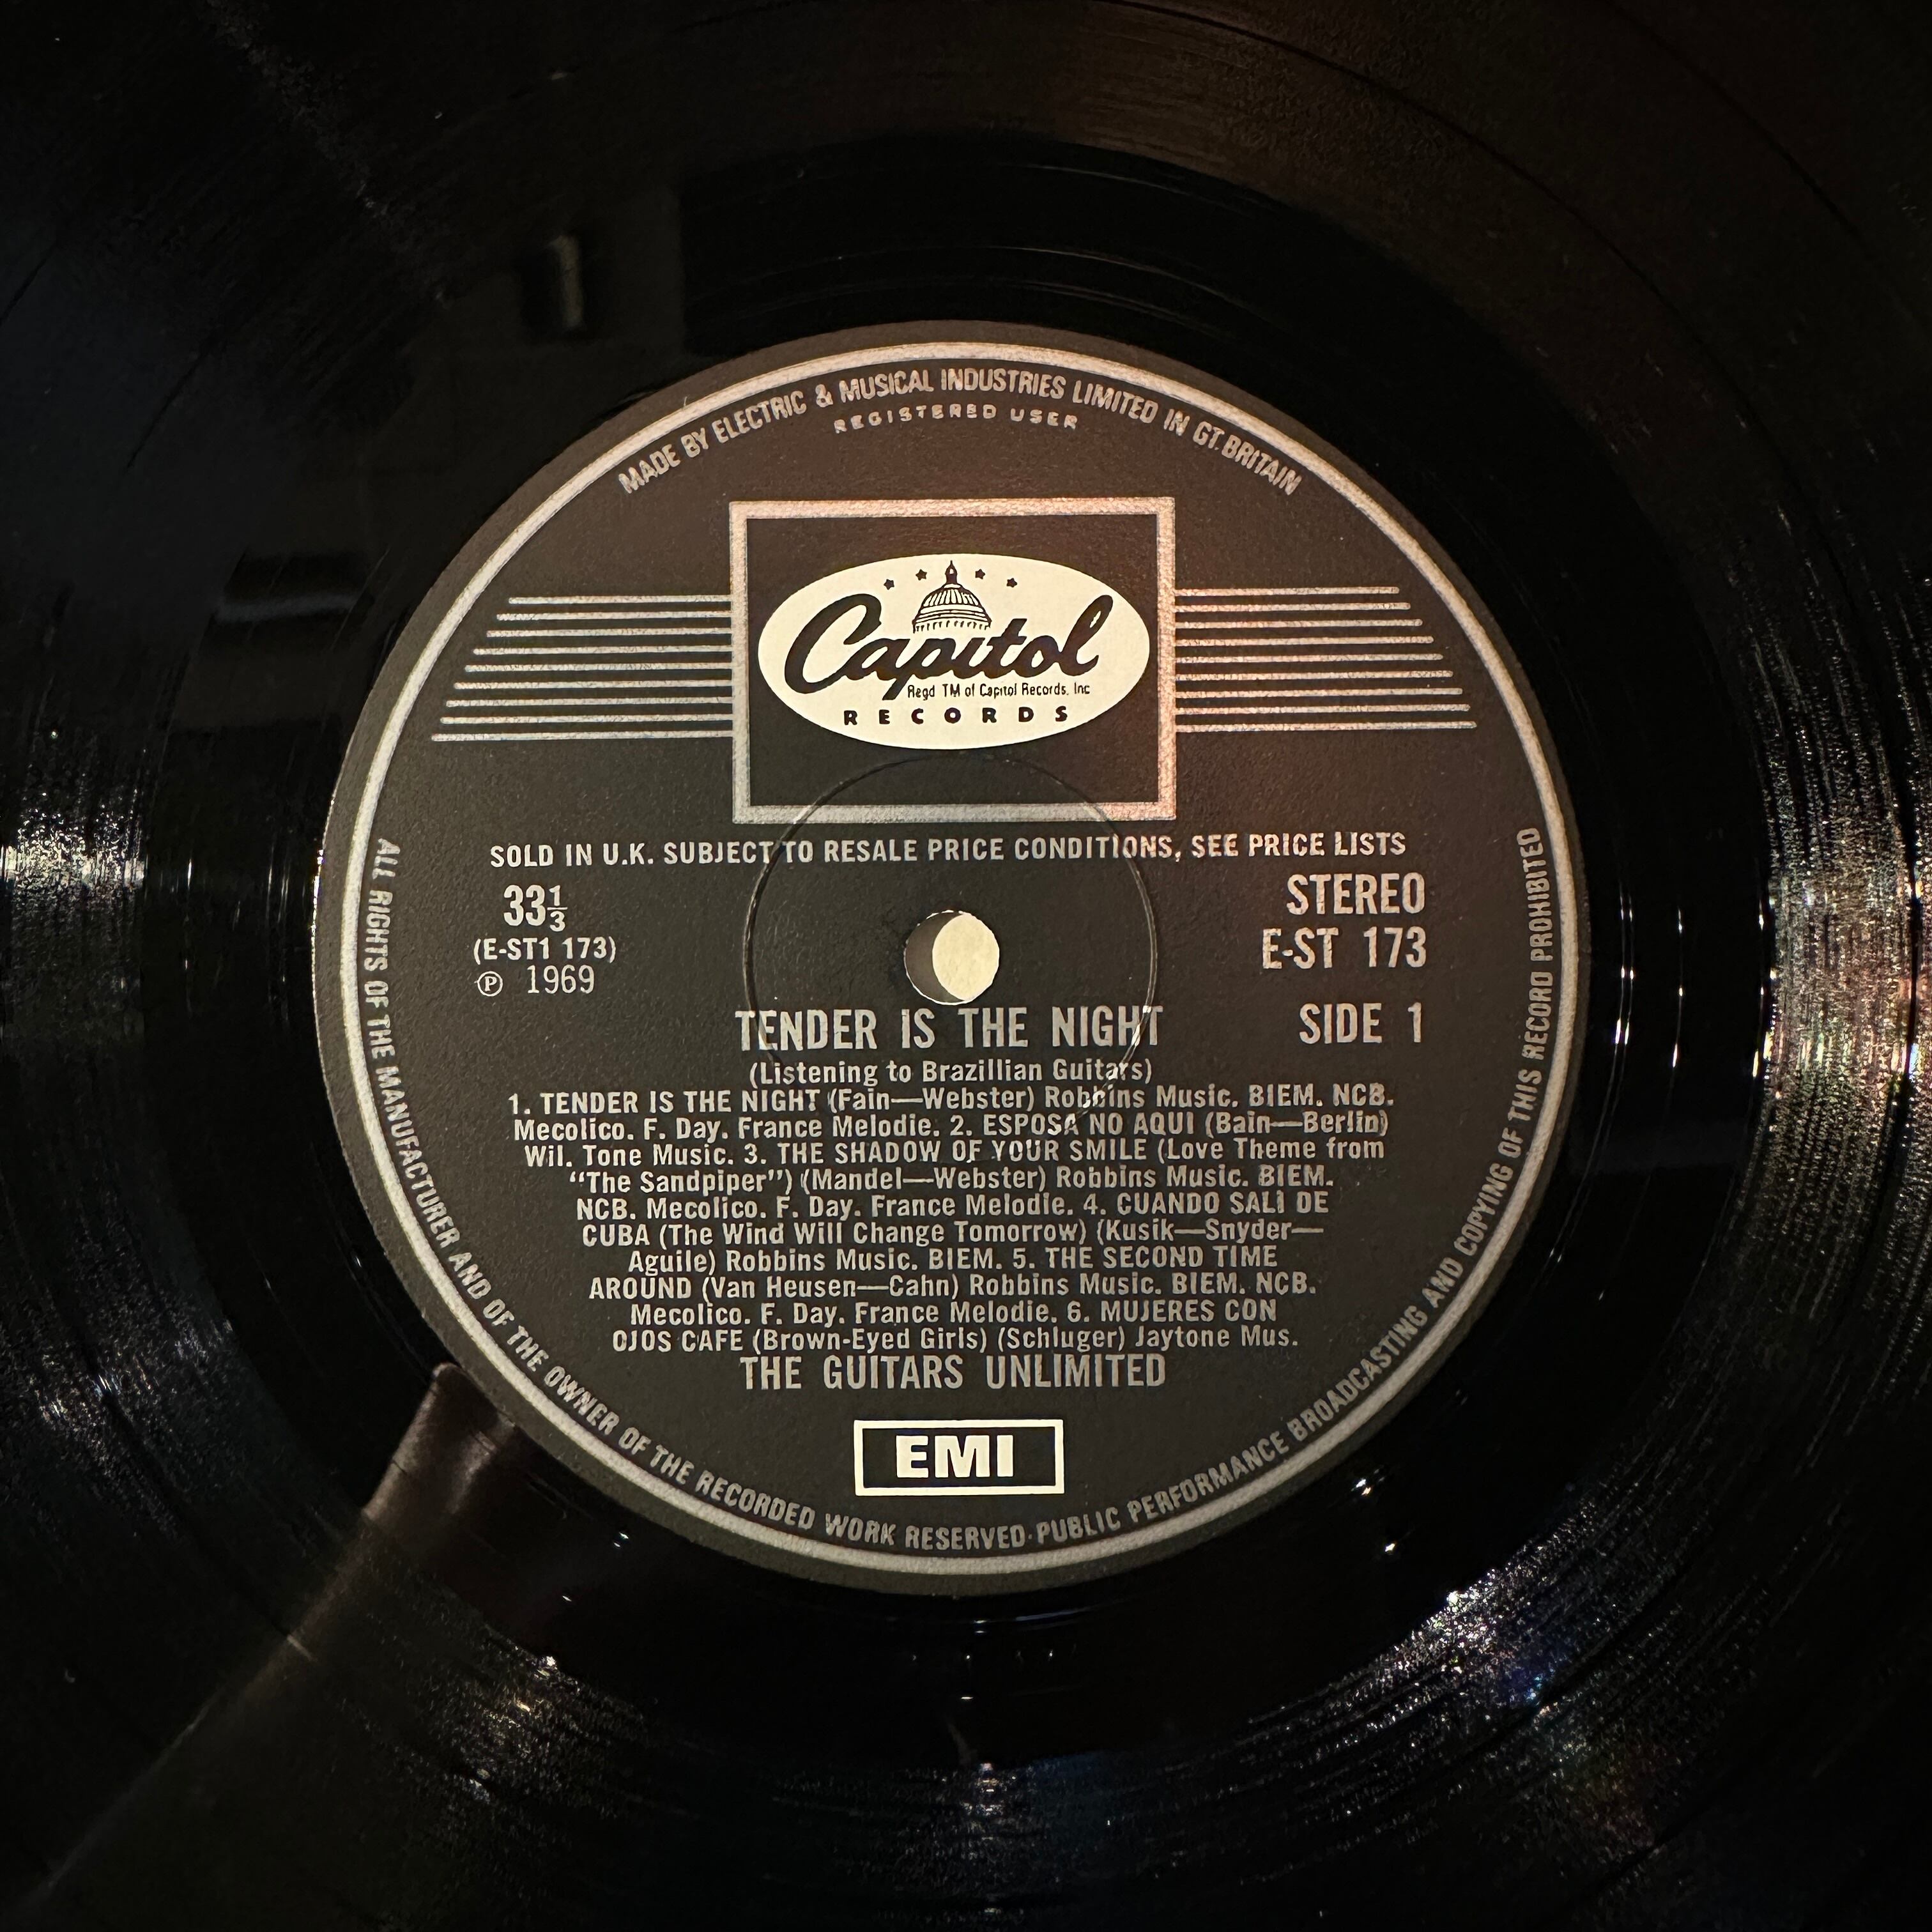 MADE BY ELECTRIC & MUSICAL INDUSTRIES LIMITED IN GT. BRITAIN
REGISTERED USER
Capitol
Regd TM of Capitol Records, Inc
RECORDS
SOLD IN U.K. SUBJECT TO RESALE PRICE CONDITIONS, SEE PRICE LISTS
33⅓
(E-ST1 173)
℗ 1969
STEREO
E-ST 173
SIDE 1
TENDER IS THE NIGHT
(Listening to Brazillian Guitars)
1. TENDER IS THE NIGHT (Fain—Webster) Robbins Music. BIEM. NCB.
Mecolico. F. Day. France Melodie. 2. ESPOSA NO AQUI (Bain—Berlin)
Wil. Tone Music. 3. THE SHADOW OF YOUR SMILE (Love Theme from
“The Sandpiper”) (Mandel—Webster) Robbins Music. BIEM.
NCB. Mecolico. F. Day. France Melodie. 4. CUANDO SALI DE
CUBA (The Wind Will Change Tomorrow) (Kusik—Snyder—
Aguile) Robbins Music. BIEM. 5. THE SECOND TIME
AROUND (Van Heusen—Cahn) Robbins Music. BIEM. NCB.
Mecolico. F. Day. France Melodie. 6. MUJERES CON
OJOS CAFE (Brown-Eyed Girls) (Schluger) Jaytone Mus.
THE GUITARS UNLIMITED
EMI
ALL RIGHTS OF THE MANUFACTURER AND OF THE OWNER OF THE RECORDED WORK RESERVED·PUBLIC PERFORMANCE BROADCASTING AND COPYING OF THIS RECORD PROHIBITED